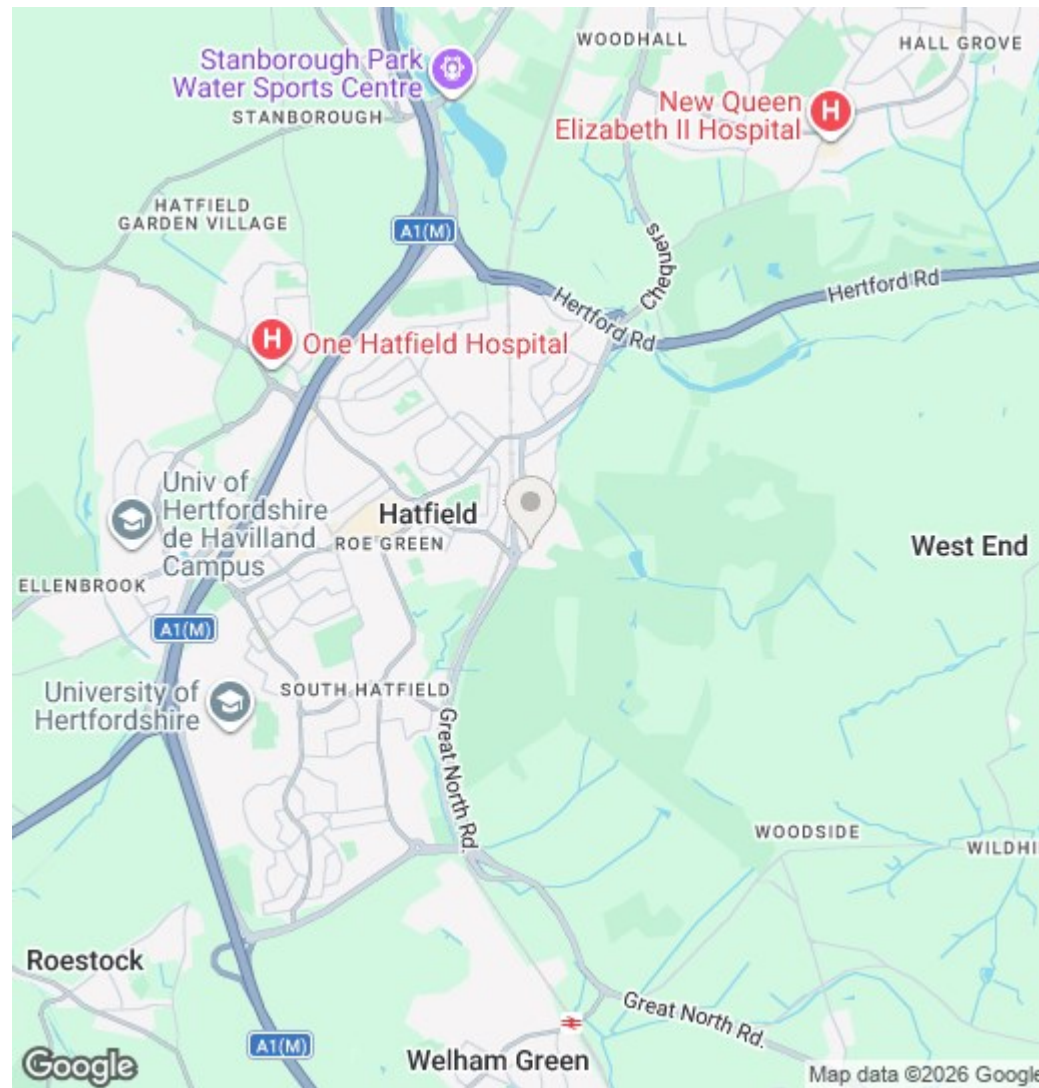 WOODHALL
HALL GROVE
Stanborough Park
Water Sports Centre
STANBOROUGH
New Queen
Elizabeth II Hospital
H
HATFIELD
GARDEN VILLAGE
A1(M)
Chequers
Hertford Rd
Hertford Rd
H
One Hatfield Hospital
Univ of
Hertfordshire
de Havilland
Campus
Hatfield
ROE GREEN
West End
ELLENBROOK
A1(M)
University of
Hertfordshire
SOUTH HATFIELD
Great North Rd.
WOODSIDE
WILDHI
Roestock
Great North Rd.
A1(M)
Welham Green
Google
Map data ©2026 Google